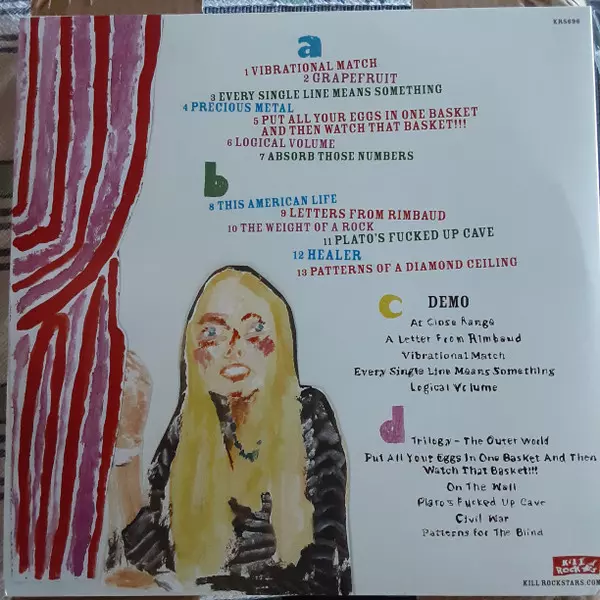 KRS696
a
1 VIBRATIONAL MATCH
2 GRAPEFRUIT
3 EVERY SINGLE LINE MEANS SOMETHING
4 PRECIOUS METAL
5 PUT ALL YOUR EGGS IN ONE BASKET
AND THEN WATCH THAT BASKET!!!
6 LOGICAL VOLUME
7 ABSORB THOSE NUMBERS
b
8 THIS AMERICAN LIFE
9 LETTERS FROM RIMBAUD
10 THE WEIGHT OF A ROCK
11 PLATO'S FUCKED UP CAVE
12 HEALER
13 PATTERNS OF A DIAMOND CEILING
c DEMO
At Close Range
A Letter From Rimbaud
Vibrational Match
Every Single Line Means Something
Logical Volume
d
Trilogy - The Outer World
Put All Your Eggs In One Basket And Then
Watch That Basket!!!
On The Wall
Plato's Fucked Up Cave
Civil War
Patterns for The Blind
KILL
ROCK
KILLROCKSTARS.COM